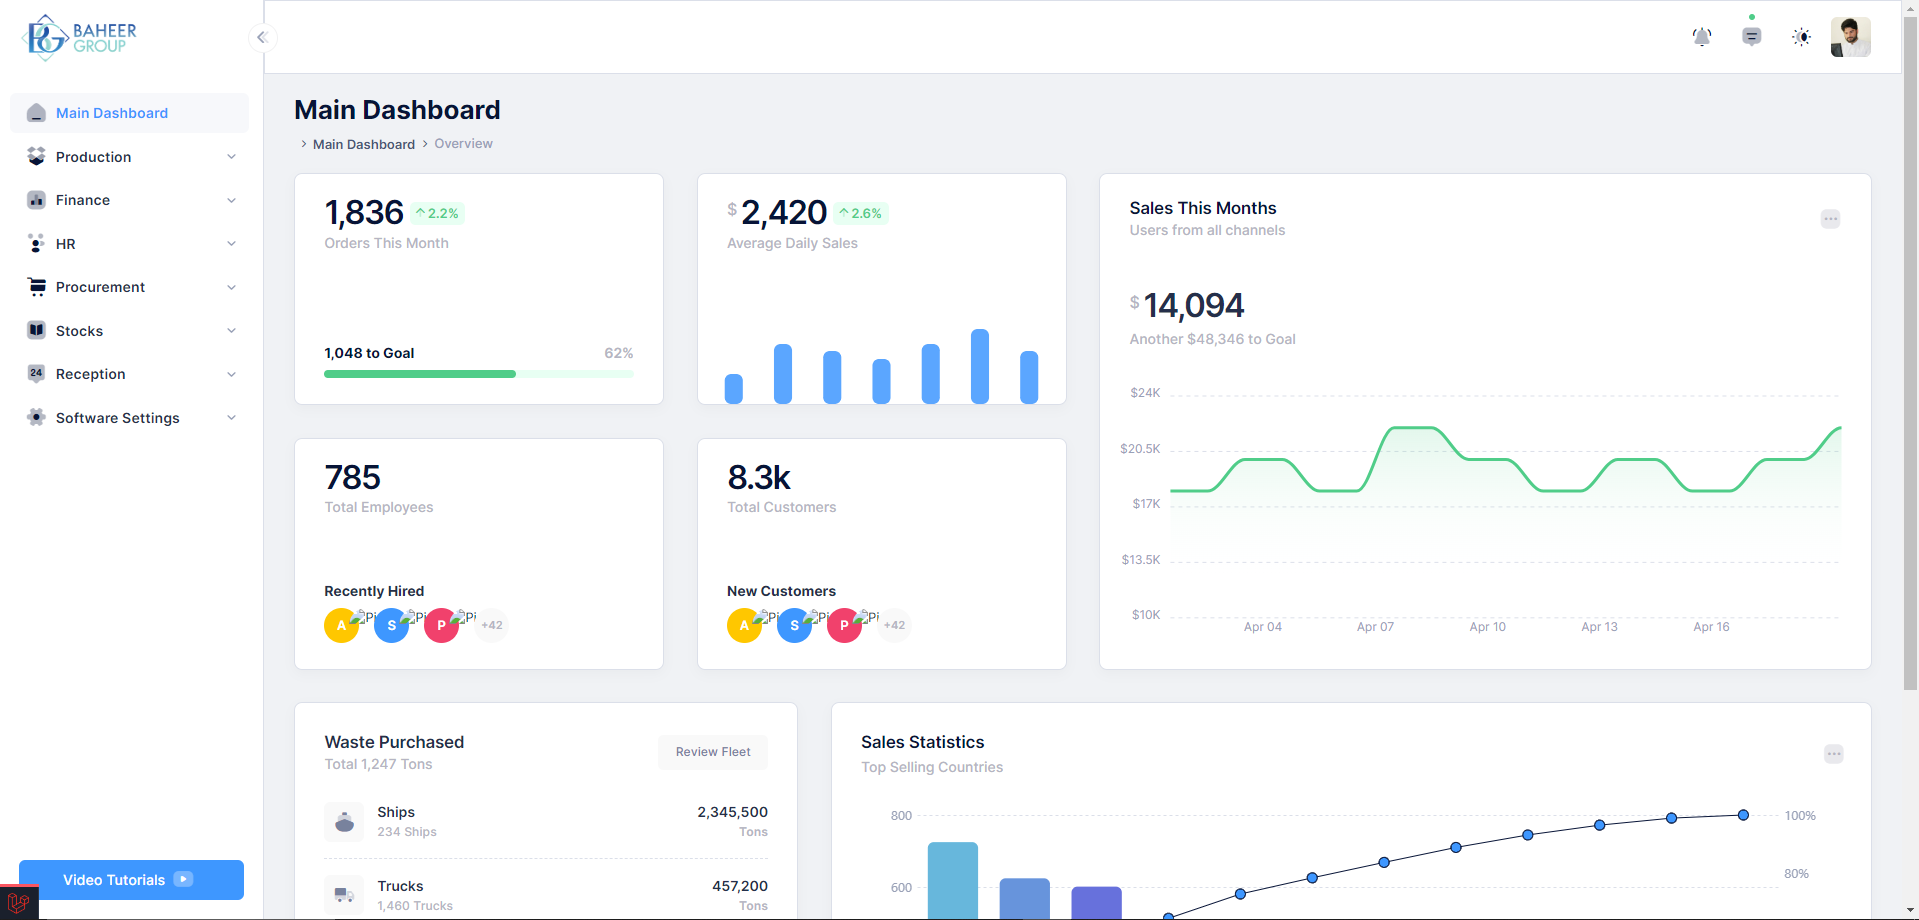 BAHEER
GROUP
Main Dashboard
Production
Finance
HR
Procurement
Stocks
24
Reception
Software Settings
Video Tutorials
Main Dashboard
Main Dashboard
Overview
1,836
2.2%
Orders This Month
1,048 to Goal
62%
$ 2,420
2.6%
Average Daily Sales
Sales This Months
Users from all channels
$ 14,094
Another $48,346 to Goal
$24K
$20.5K
$17K
$13.5K
$10K
Apr 04
Apr 07
Apr 10
Apr 13
Apr 16
785
Total Employees
Recently Hired
A Pi S Pi P Pi +42
8.3k
Total Customers
New Customers
A Pi S Pi P Pi +42
Waste Purchased
Total 1,247 Tons
Review Fleet
Ships
2,345,500
234 Ships
Tons
Trucks
457,200
1,460 Trucks
Tons
Sales Statistics
Top Selling Countries
800
600
100%
80%